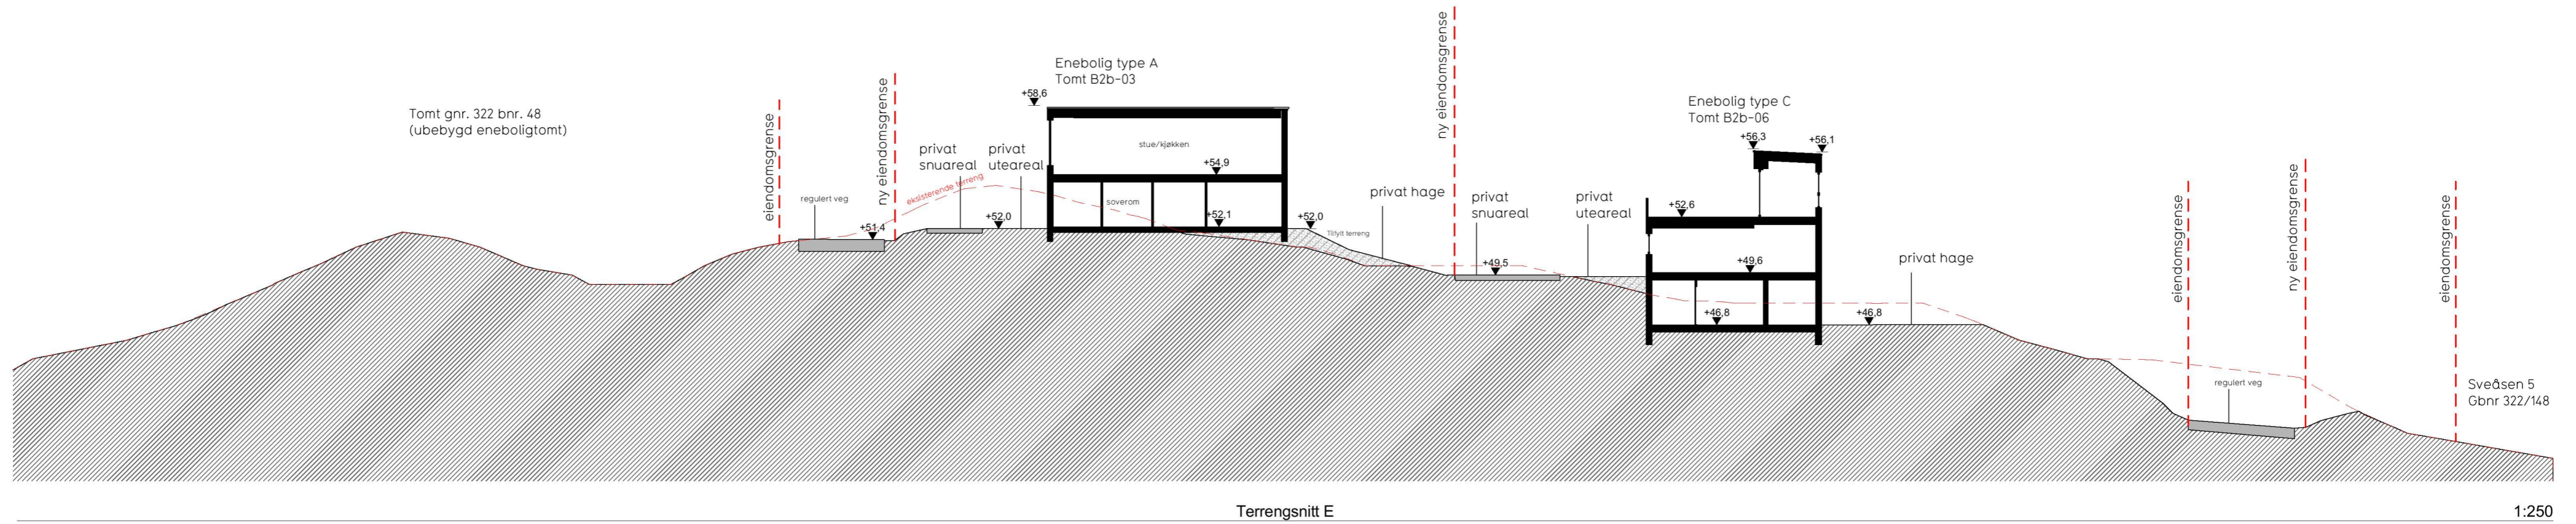 Tomt gnr. 322 bnr. 48
(ubebygd eneboligtomt)
eiendomsgrense
regulert veg
+51,4
ny eiendomsgrense
eksisterende terreng
privat
snuareal
privat
uteareal
+52,0
+58,6
Enebolig type A
Tomt B2b-03
stue/kjøkken
+54,9
soverom
+52,1
+52,0
Tilfylt terreng
privat hage
ny eiendomsgrense
privat
snuareal
+49,5
privat
uteareal
Enebolig type C
Tomt B2b-06
+56,3
+56,1
+52,6
+49,6
+46,8
+46,8
privat hage
eiendomsgrense
regulert veg
ny eiendomsgrense
eiendomsgrense
Sveåsen 5
Gbnr 322/148
Terrengsnitt E
1:250